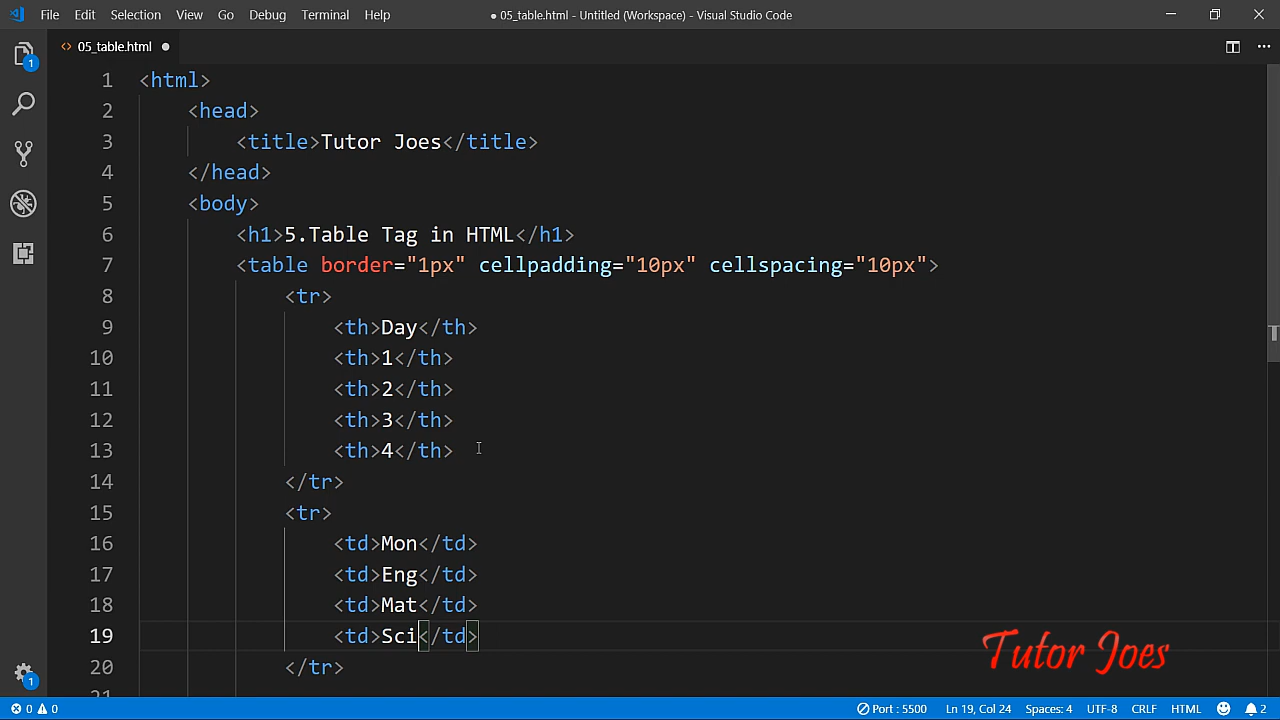 File Edit Selection View Go Debug Terminal Help ● 05_table.html - Untitled (Workspace) - Visual Studio Code
<> 05_table.html ●
1 <html>
2 <head>
3 <title>Tutor Joes</title>
4 </head>
5 <body>
6 <h1>5.Table Tag in HTML</h1>
7 <table border="1px" cellpadding="10px" cellspacing="10px">
8 <tr>
9 <th>Day</th>
10 <th>1</th>
11 <th>2</th>
12 <th>3</th>
13 <th>4</th>
14 </tr>
15 <tr>
16 <td>Mon</td>
17 <td>Eng</td>
18 <td>Mat</td>
19 <td>Sci</td>
20 </tr>
21
1
1
Tutor Joes
0 0 Port : 5500 Ln 19, Col 24 Spaces: 4 UTF-8 CRLF HTML 2